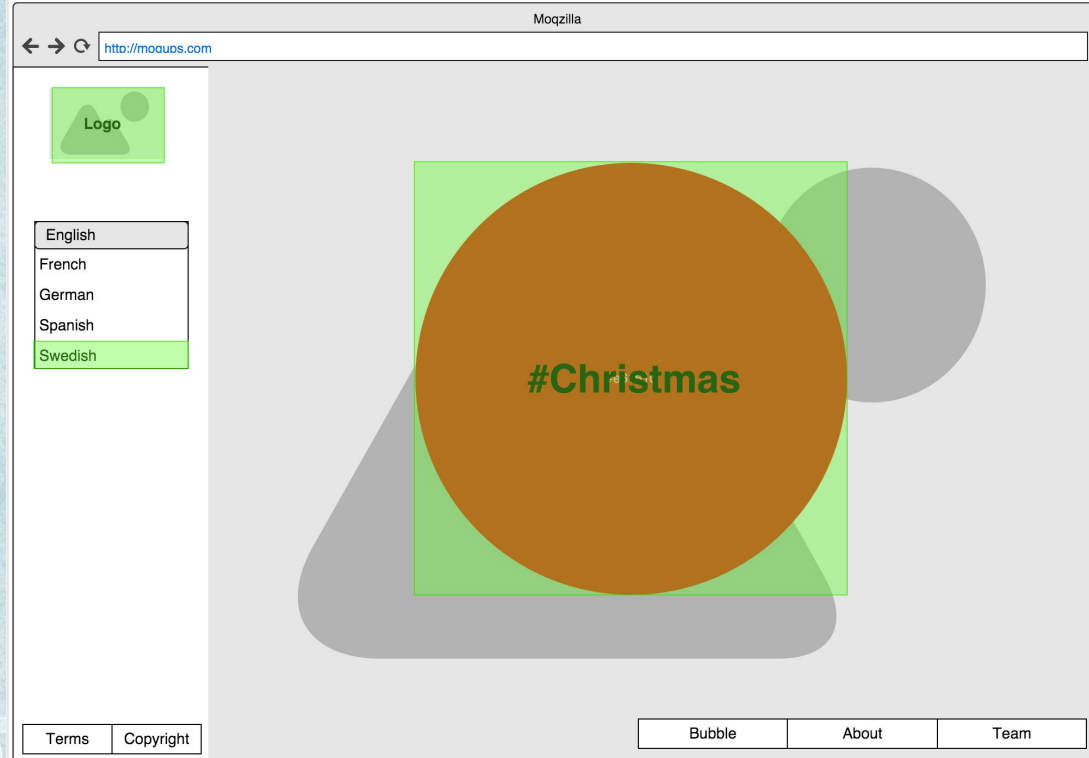 Moqzilla
http://moqups.com
Logo
English
French
German
Spanish
Swedish
#Christmas
Terms Copyright
Bubble About Team